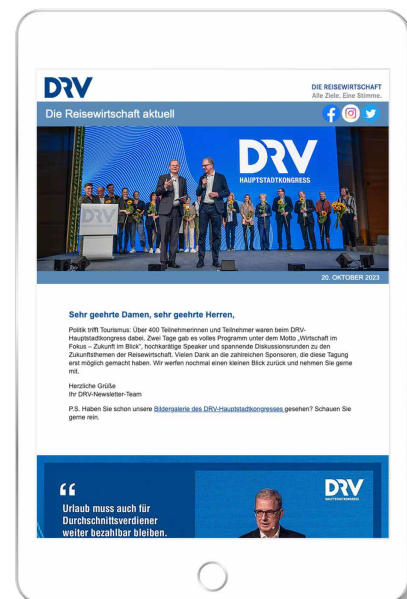 DRV
DIE REISEWIRTSCHAFT
Alle Ziele. Eine Stimme.
Die Reisewirtschaft aktuell
DRV
HAUPTSTADTKONGRESS
DRV
20. OKTOBER 2023
Sehr geehrte Damen, sehr geehrte Herren,
Politik trifft Tourismus: Über 400 Teilnehmerinnen und Teilnehmer waren beim DRV-
Hauptstadtkongress dabei. Zwei Tage gab es volles Programm unter dem Motto „Wirtschaft im
Fokus – Zukunft im Blick“, hochkarätige Speaker und spannende Diskussionsrunden zu den
Zukunftsthemen der Reisewirtschaft. Vielen Dank an die zahlreichen Sponsoren, die diese Tagung
erst möglich gemacht haben. Wir werfen nochmal einen kleinen Blick zurück und nehmen Sie gerne
mit.
Herzliche Grüße
Ihr DRV-Newsletter-Team
P.S. Haben Sie schon unsere Bildergalerie des DRV-Hauptstadtkongresses gesehen? Schauen Sie
gerne rein.
“
Urlaub muss auch für
Durchschnittsverdiener
weiter bezahlbar bleiben.
DRV
HAUPTSTADTKONGRESS